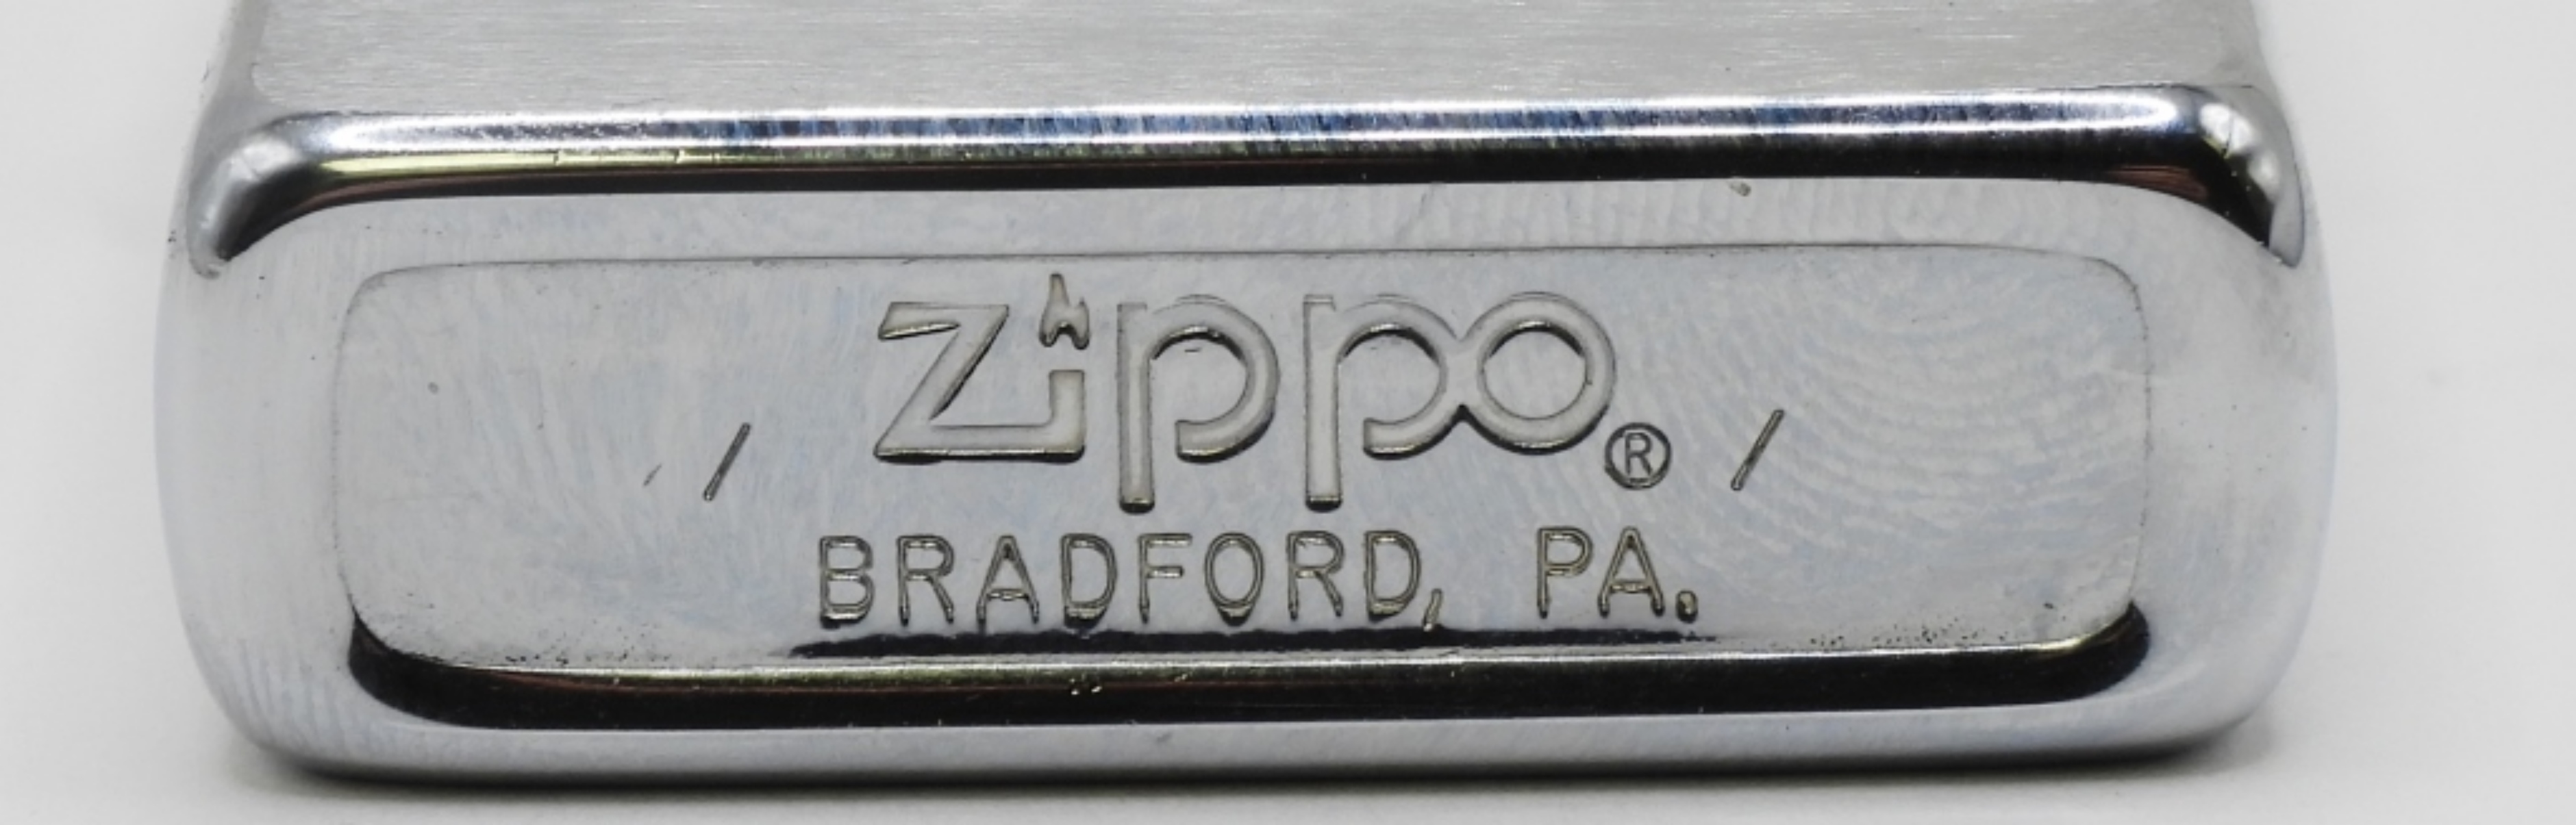 / Zippo® /
BRADFORD, PA.